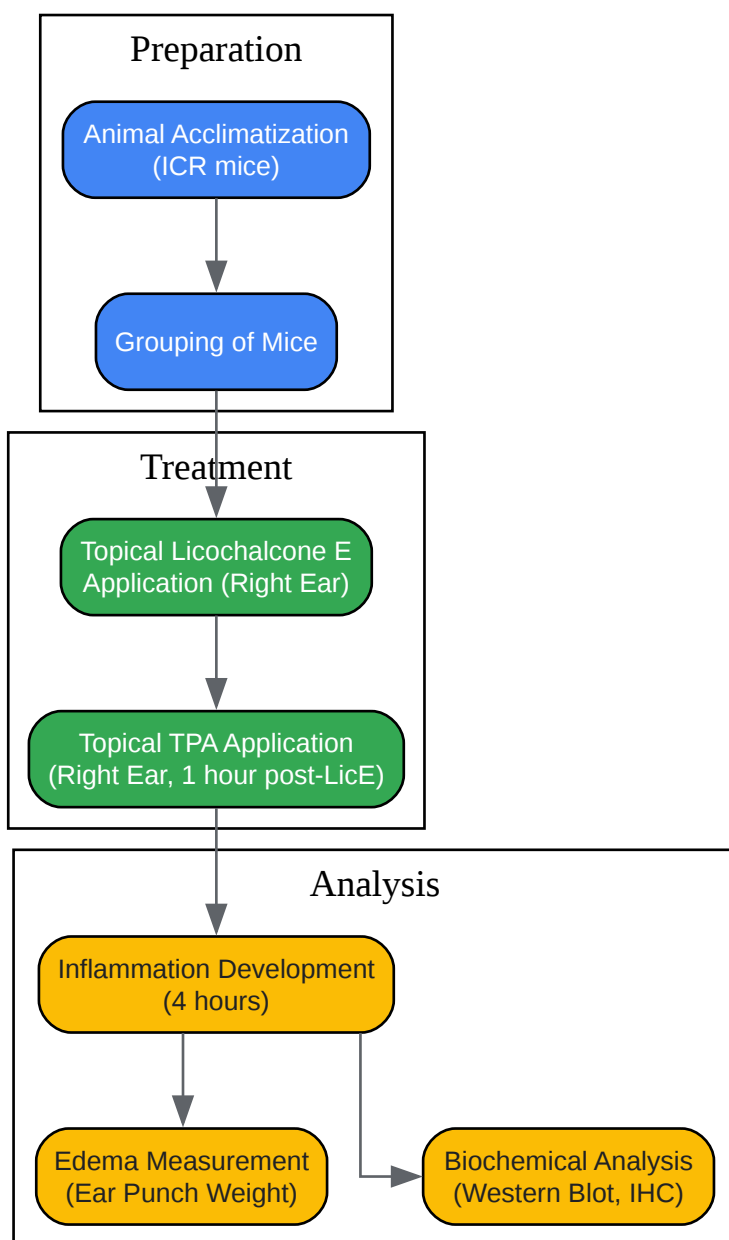 Preparation
Animal Acclimatization
(ICR mice)
Grouping of Mice
Treatment
Topical Licochalcone E
Application (Right Ear)
Topical TPA Application
(Right Ear, 1 hour post-LicE)
Analysis
Inflammation Development
(4 hours)
Edema Measurement
(Ear Punch Weight)
Biochemical Analysis
(Western Blot, IHC)